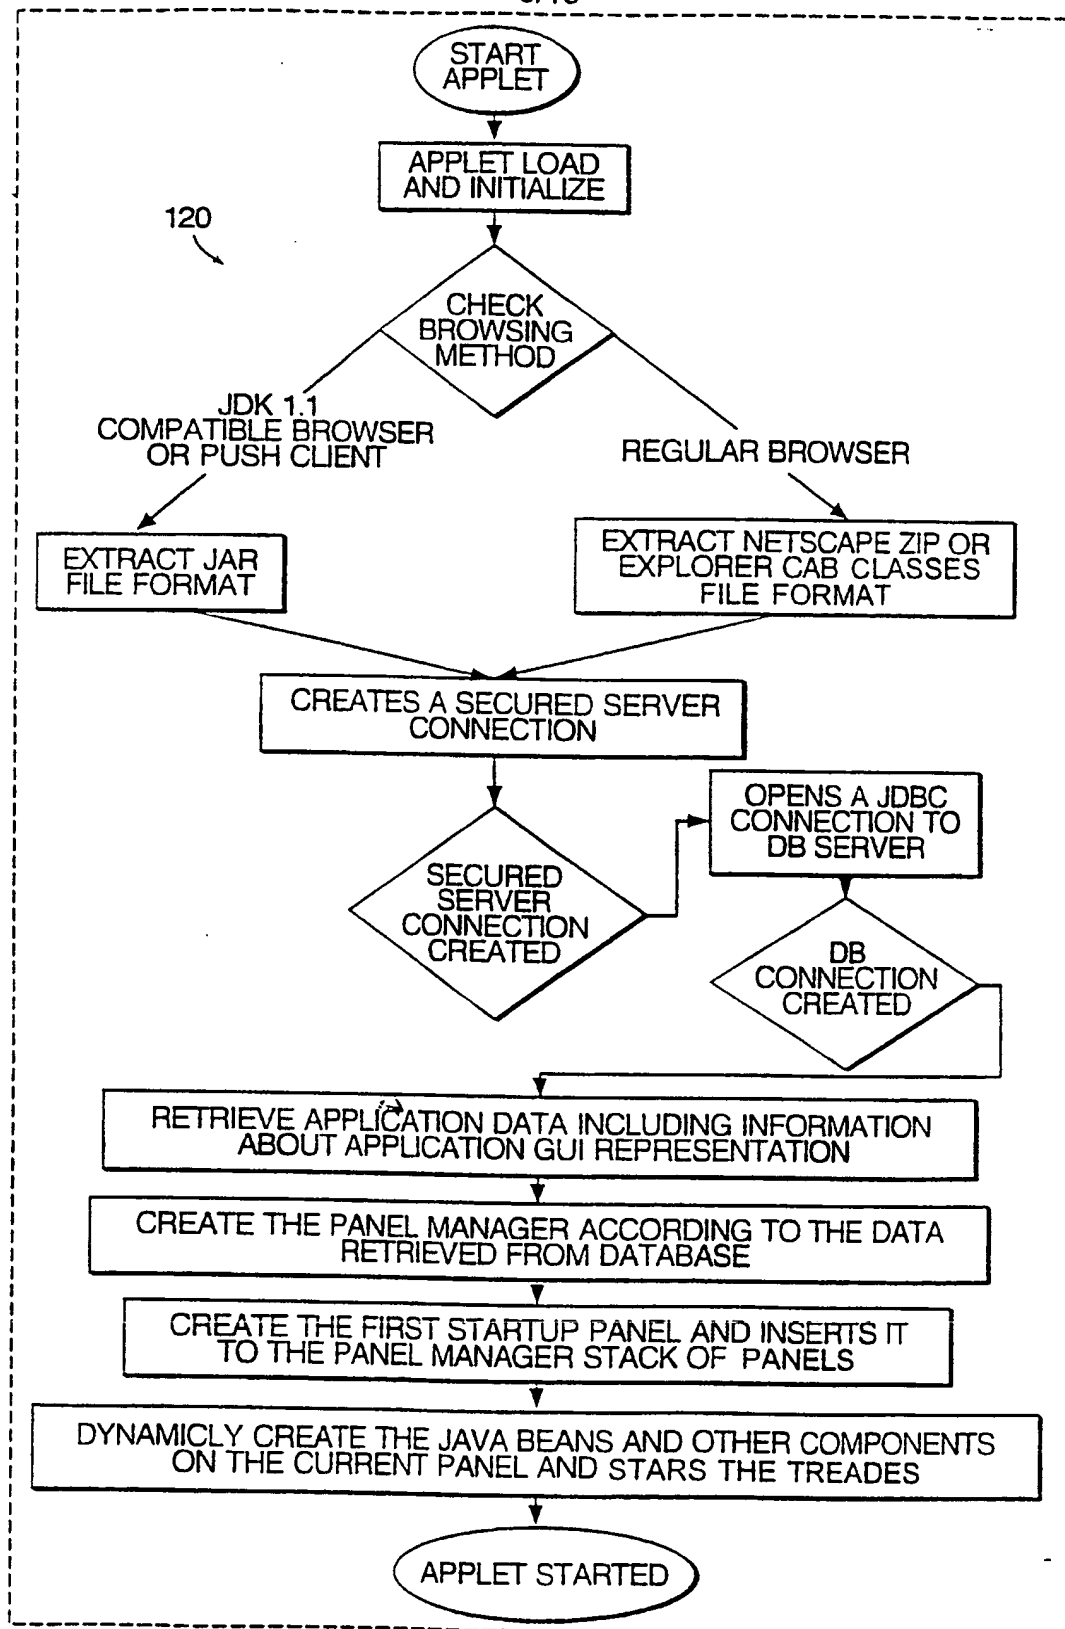 START
APPLET
APPLET LOAD
AND INITIALIZE
120
CHECK
BROWSING
METHOD
JDK 1.1
COMPATIBLE BROWSER
OR PUSH CLIENT
REGULAR BROWSER
EXTRACT JAR
FILE FORMAT
EXTRACT NETSCAPE ZIP OR
EXPLORER CAB CLASSES
FILE FORMAT
CREATES A SECURED SERVER
CONNECTION
OPENS A JDBC
CONNECTION TO
DB SERVER
SECURED
SERVER
CONNECTION
CREATED
DB
CONNECTION
CREATED
RETRIEVE APPLICATION DATA INCLUDING INFORMATION
ABOUT APPLICATION GUI REPRESENTATION
CREATE THE PANEL MANAGER ACCORDING TO THE DATA
RETRIEVED FROM DATABASE
CREATE THE FIRST STARTUP PANEL AND INSERTS IT
TO THE PANEL MANAGER STACK OF PANELS
DYNAMICLY CREATE THE JAVA BEANS AND OTHER COMPONENTS
ON THE CURRENT PANEL AND STARS THE TREADES
APPLET STARTED